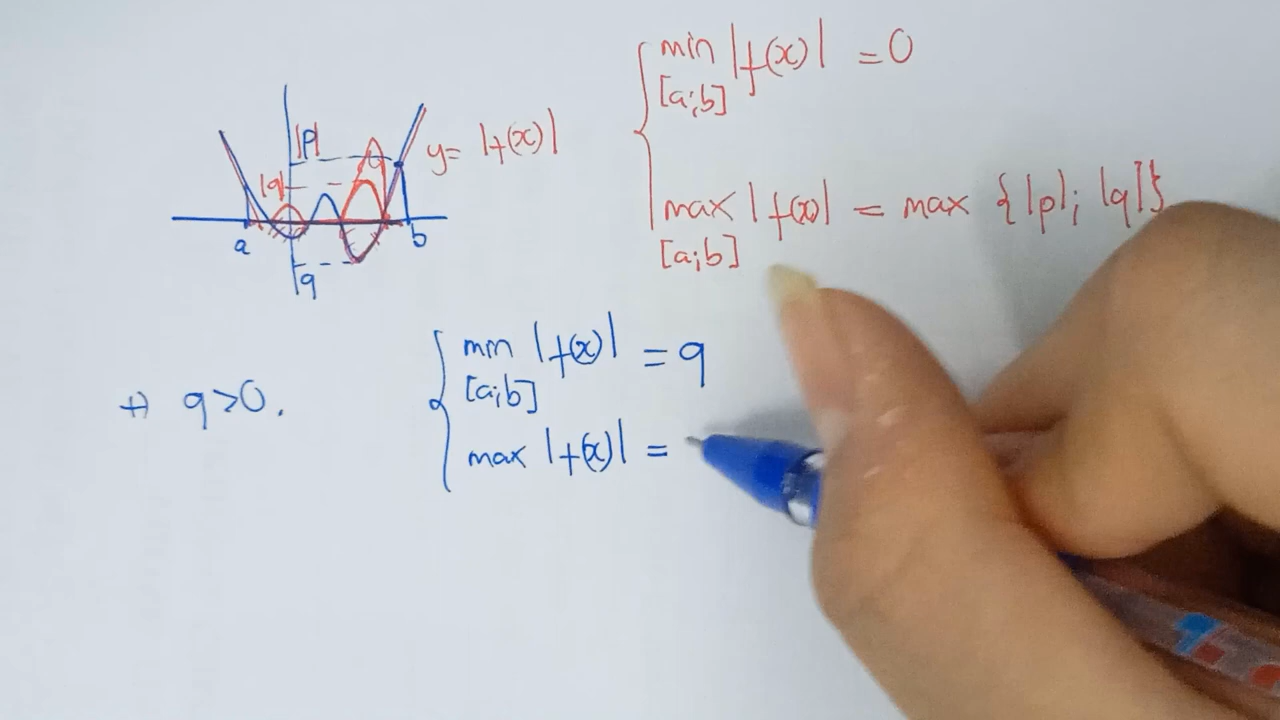 min |f(x)| = 0
[a;b]
|p|
y = |f(x)|
|q|
max |f(x)| = max {|p|; |q|}
[a;b]
a
b
q
min |f(x)| = q
[a;b]
+) q>0.
max |f(x)| =